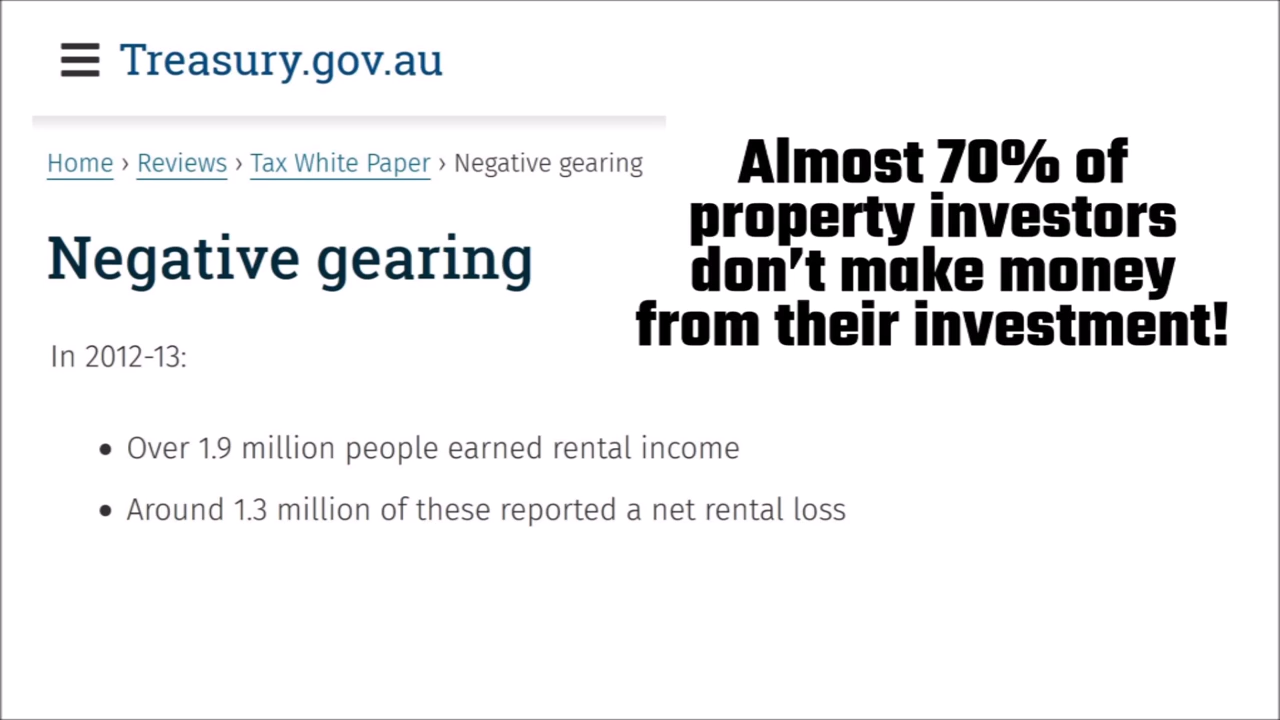 Treasury.gov.au
Home › Reviews › Tax White Paper › Negative gearing
Negative gearing
In 2012-13:
• Over 1.9 million people earned rental income
• Around 1.3 million of these reported a net rental loss
Almost 70% of
property investors
don't make money
from their investment!